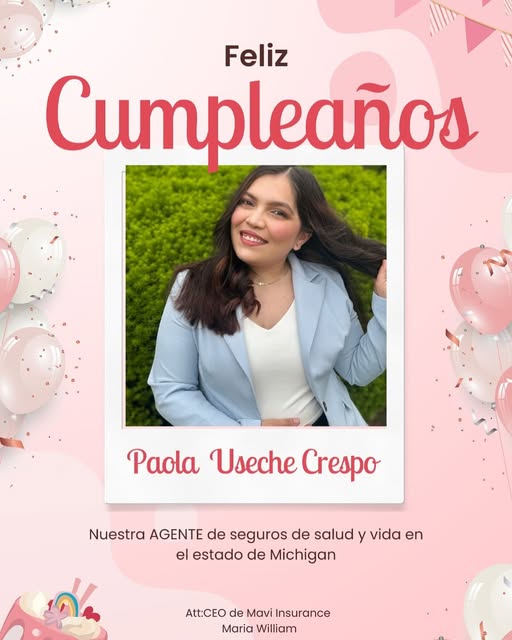 Feliz
Cumpleaños
Paola Useche Crespo
Nuestra AGENTE de seguros de salud y vida en
el estado de Michigan
Att:CEO de Mavi Insurance
Maria William